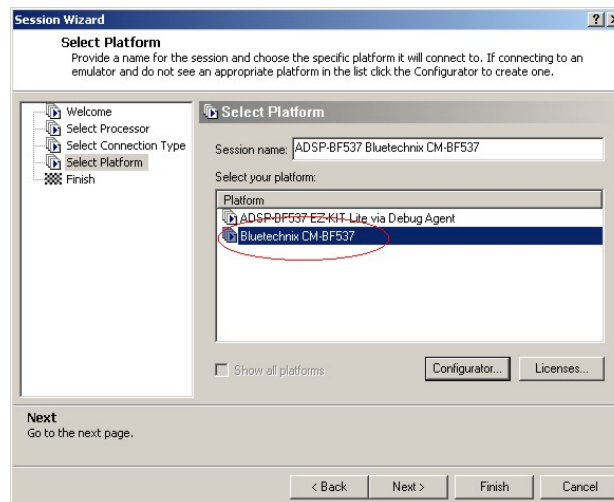 Session Wizard
Select Platform
Provide a name for the session and choose the specific platform it will connect to. If connecting to an
emulator and do not see an appropriate platform in the list click the Configurator to create one.
Welcome
Select Processor
Select Connection Type
Select Platform
Finish
Select Platform
Session name: ADSP-BF537 Bluetechnix CM-BF537
Select your platform:
Platform
ADSP-BF537 EZ-KIT Lite via Debug Agent
Bluetechnix CM-BF537
Show all platforms
Configurator...
Licenses...
Next
Go to the next page.
< Back
Next >
Finish
Cancel